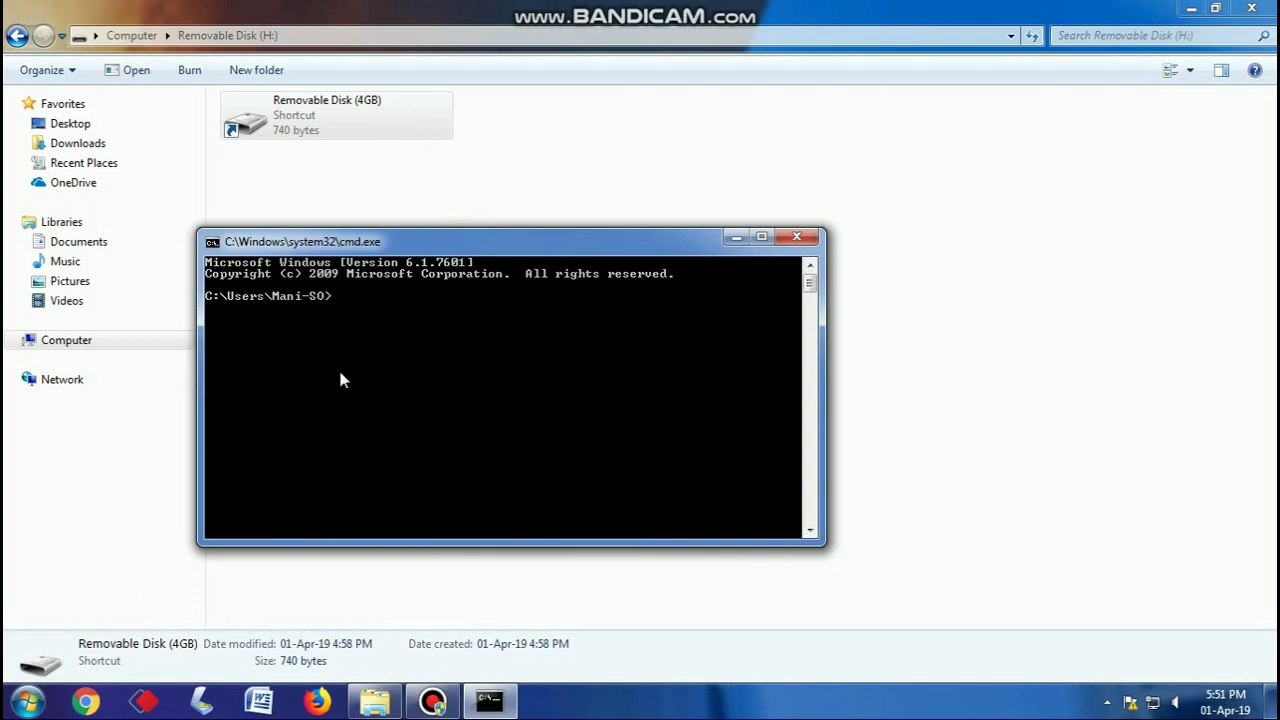 www.BANDICAM.com
Computer
Removable Disk (H:)
Search Removable Disk (H:)
Organize
Open
Burn
New folder
Favorites
Desktop
Downloads
Recent Places
OneDrive
Libraries
Documents
Music
Pictures
Videos
Computer
Network
Removable Disk (4GB)
Shortcut
740 bytes
C:\Windows\system32\cmd.exe
Microsoft Windows [Version 6.1.7601]
Copyright (c) 2009 Microsoft Corporation.  All rights reserved.
C:\Users\Mani-SO>
Removable Disk (4GB) Date modified: 01-Apr-19 4:58 PM Date created: 01-Apr-19 4:58 PM
Shortcut Size: 740 bytes
5:51 PM
01-Apr-19